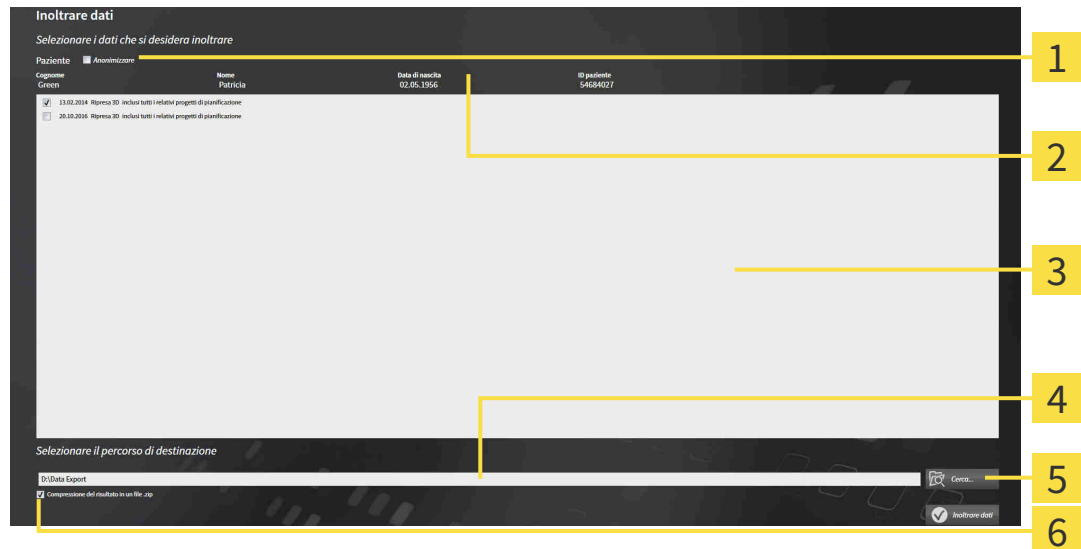 Inoltrare dati
Selezionare i dati che si desidera inoltrare
1
Paziente Anonimizzare
Cognome Nome Data di nascita ID paziente
Green Patricia 02.05.1956 54684027
13.02.2014 Ripresa 3D inclusi tutti i relativi progetti di pianificazione
20.10.2016 Ripresa 3D inclusi tutti i relativi progetti di pianificazione
2
3
4
Selezionare il percorso di destinazione
D:\Data Export
Cerca...
5
Compressione del risultato in un file .zip
Inoltrare dati
6